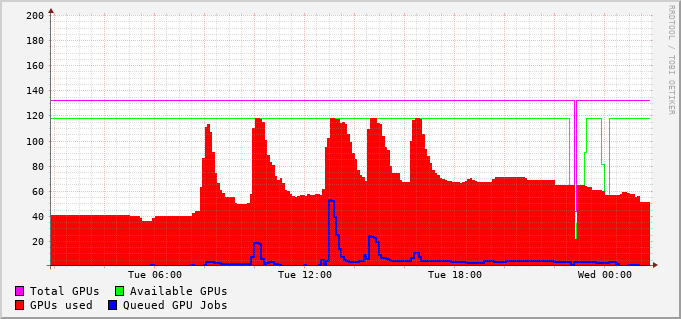 200
180
160
140
120
100
80
60
40
20
Tue 06:00 Tue 12:00 Tue 18:00 Wed 00:00
Total GPUs Available GPUs
GPUs used Queued GPU Jobs
RRDTOOL / TOBI OETIKER